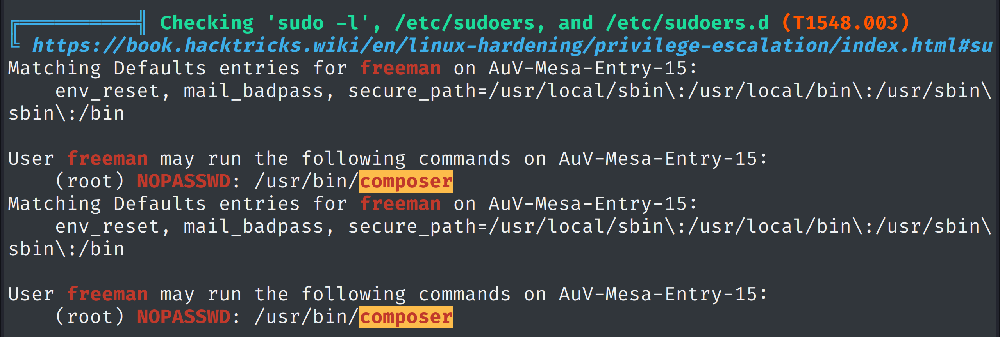 ╔══════════╣ Checking 'sudo -l', /etc/sudoers, and /etc/sudoers.d (T1548.003)
╚ https://book.hacktricks.wiki/en/linux-hardening/privilege-escalation/index.html#su
Matching Defaults entries for freeman on AuV-Mesa-Entry-15:
    env_reset, mail_badpass, secure_path=/usr/local/sbin\:/usr/local/bin\:/usr/sbin\
sbin\:/bin

User freeman may run the following commands on AuV-Mesa-Entry-15:
    (root) NOPASSWD: /usr/bin/composer
Matching Defaults entries for freeman on AuV-Mesa-Entry-15:
    env_reset, mail_badpass, secure_path=/usr/local/sbin\:/usr/local/bin\:/usr/sbin\
sbin\:/bin

User freeman may run the following commands on AuV-Mesa-Entry-15:
    (root) NOPASSWD: /usr/bin/composer